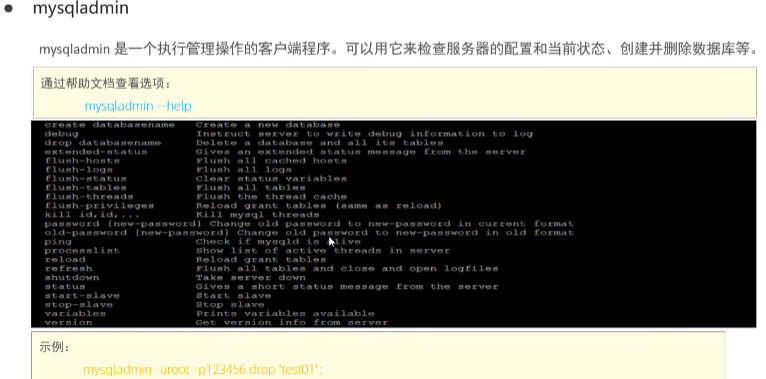 ● mysqladmin
mysqladmin 是一个执行管理操作的客户端程序。可以用它来检查服务器的配置和当前状态、创建并删除数据库等。
通过帮助文档查看选项：
mysqladmin --help
create databasename Create a new database
debug Instruct server to write debug information to log
drop databasename Delete a database and all its tables
extended-status Gives an extended status message from the server
flush-hosts Flush all cached hosts
flush-logs Flush all logs
flush-status Clear status variables
flush-tables Flush all tables
flush-threads Flush the thread cache
flush-privileges Reload grant tables (same as reload)
kill id,id,... Kill mysql threads
password [new-password] Change old password to new-password in current format
old-password [new-password] Change old password to new-password in old format
ping Check if mysqld is alive
processlist Show list of active threads in server
reload Reload grant tables
refresh Flush all tables and close and open logfiles
shutdown Take server down
status Gives a short status message from the server
start-slave Start slave
stop-slave Stop slave
variables Prints variables available
version Get version info from server
示例：
mysqladmin -uroot -p123456 drop 'test01';